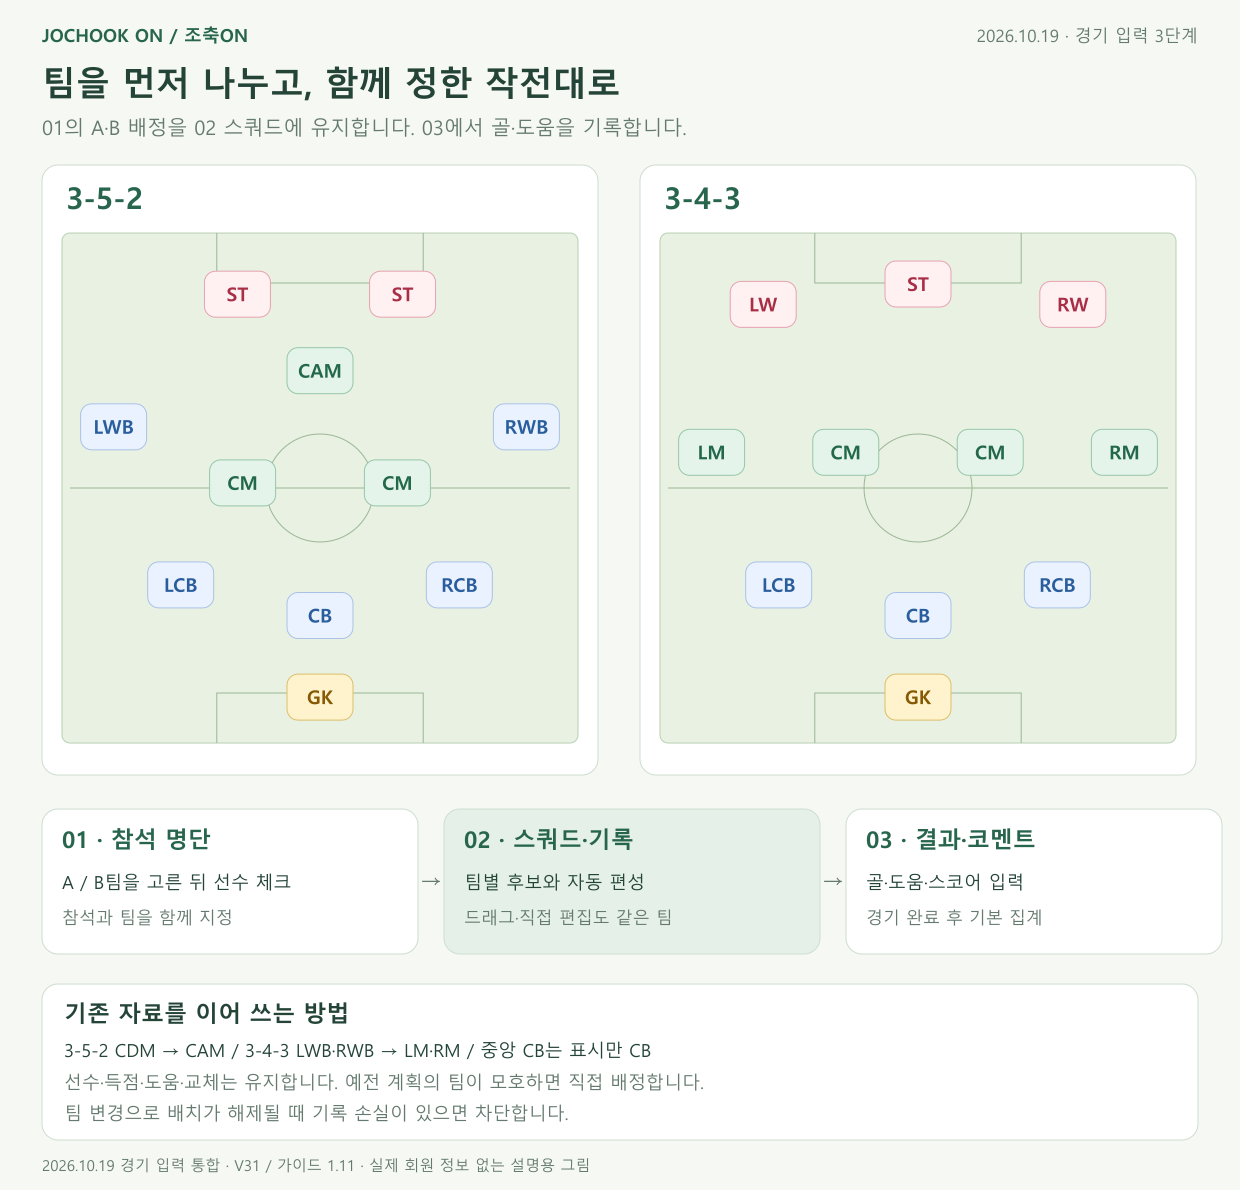 JOCHOOK ON / 조축ON
2026.10.19 · 경기 입력 3단계
팀을 먼저 나누고, 함께 정한 작전대로
01의 A·B 배정을 02 스쿼드에 유지합니다. 03에서 골·도움을 기록합니다.
3-5-2
ST ST
CAM
LWB RWB
CM CM
LCB RCB
CB
GK
3-4-3
ST
LW RW
LM CM CM RM
LCB RCB
CB
GK
01 · 참석 명단
A / B팀을 고른 뒤 선수 체크
참석과 팀을 함께 지정
→
02 · 스쿼드·기록
팀별 후보와 자동 편성
드래그·직접 편집도 같은 팀
→
03 · 결과·코멘트
골·도움·스코어 입력
경기 완료 후 기본 집계
기존 자료를 이어 쓰는 방법
3-5-2 CDM → CAM / 3-4-3 LWB·RWB → LM·RM / 중앙 CB는 표시만 CB
선수·득점·도움·교체는 유지합니다. 예전 계획의 팀이 모호하면 직접 배정합니다.
팀 변경으로 배치가 해제될 때 기록 손실이 있으면 차단합니다.
2026.10.19 경기 입력 통합 · V31 / 가이드 1.11 · 실제 회원 정보 없는 설명용 그림